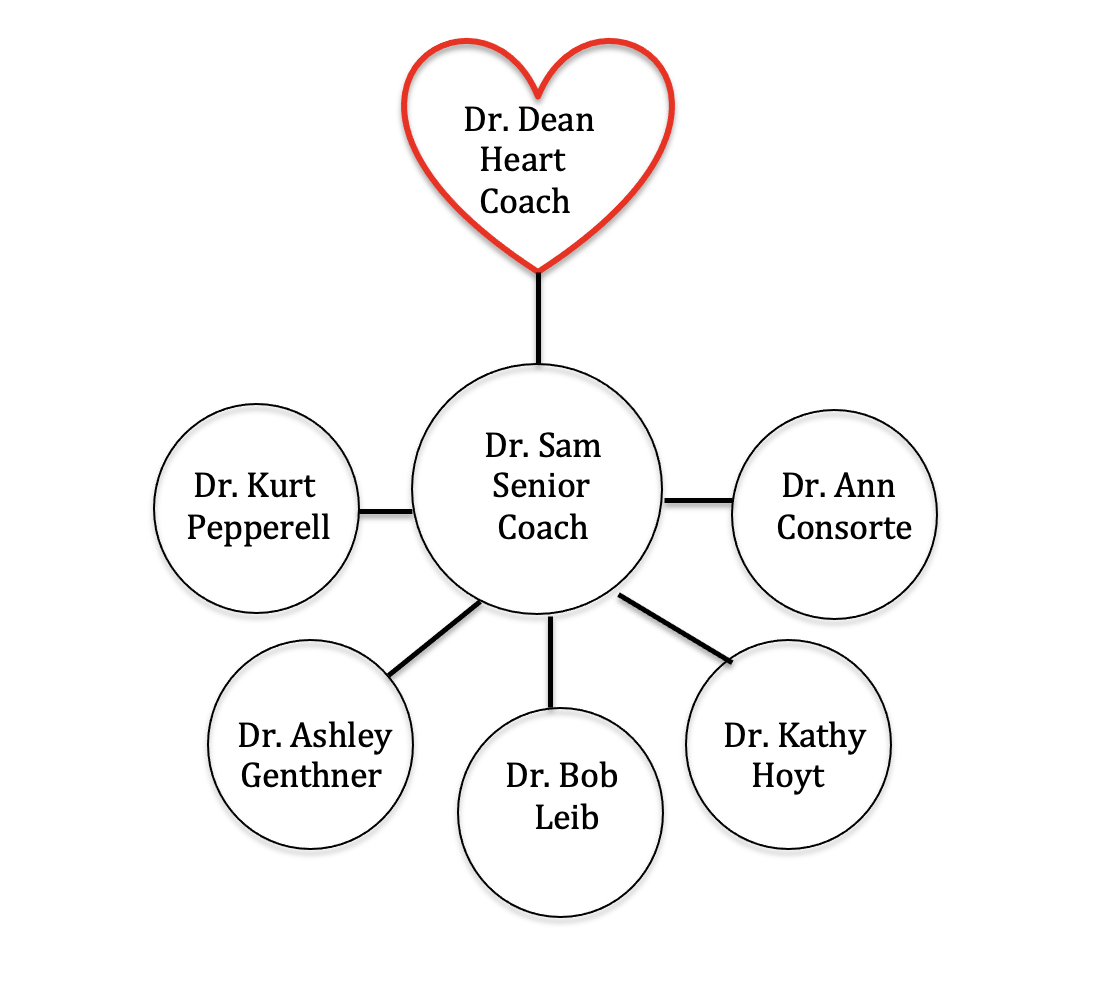 Dr. Dean
Heart
Coach
Dr. Sam
Senior
Coach
Dr. Kurt
Pepperell
Dr. Ann
Consorte
Dr. Ashley
Genthner
Dr. Bob
Leib
Dr. Kathy
Hoyt